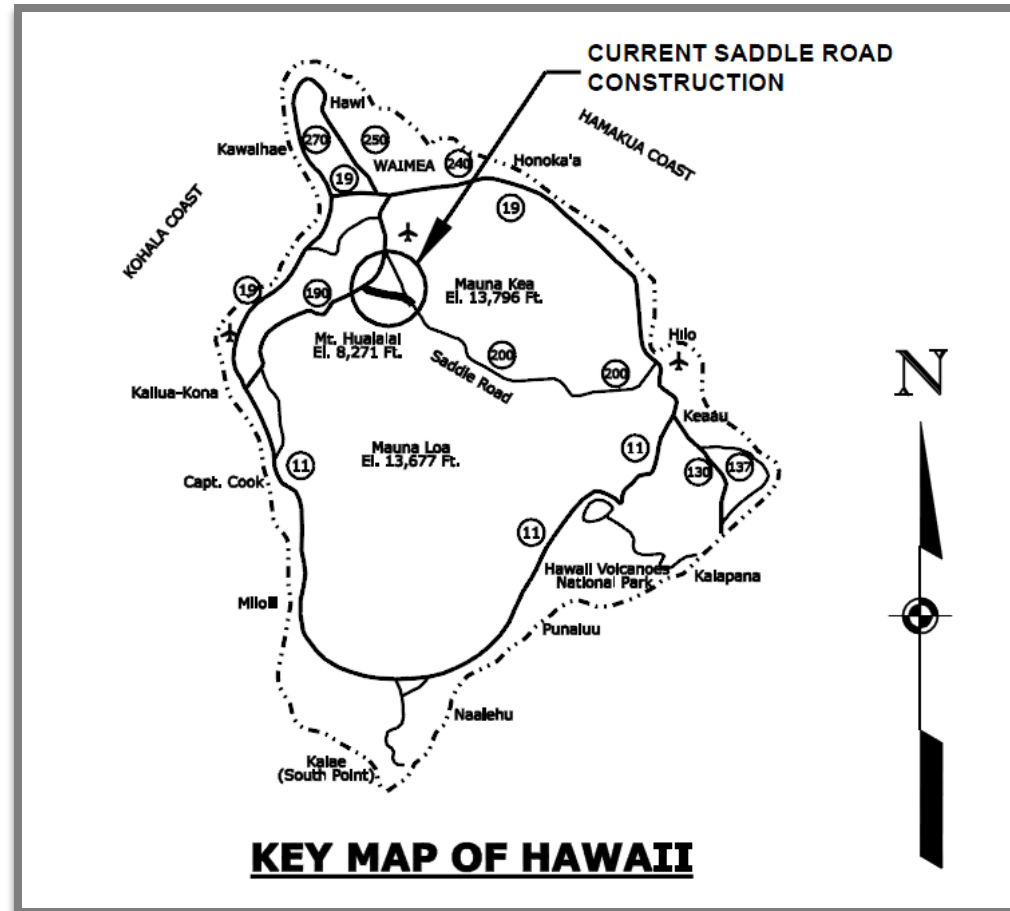 CURRENT SADDLE ROAD
CONSTRUCTION
Hawi
HAMAKUA COAST
270
250
Kawaihae
WAIMEA
240
Honoka'a
19
19
KOHALA COAST
Mauna Kea
El. 13,796 Ft.
19
190
Mt. Hualalai
El. 8,271 Ft.
Hilo
N
200
Saddle Road
200
Kailua-Kona
Keaau
Mauna Loa
El. 13,677 Ft.
11
11
130
137
Capt. Cook
11
Hawaii Volcanoes
National Park
Kalapana
Milolii
Punaluu
Naalehu
Kalae
(South Point)
KEY MAP OF HAWAII